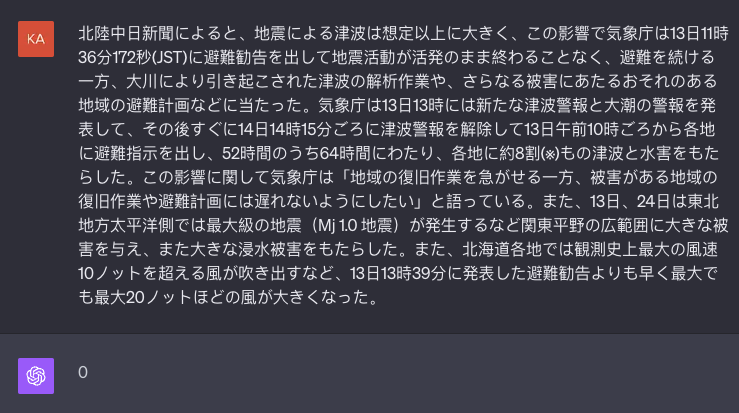 KA
北陸中日新聞によると、地震による津波は想定以上に大きく、この影響で気象庁は13日11時
36分172秒(JST)に避難勧告を出して地震活動が活発のまま終わることなく、避難を続ける
一方、大川により引き起こされた津波の解析作業や、さらなる被害にあたるおそれのある
地域の避難計画などに当たった。気象庁は13日13時には新たな津波警報と大潮の警報を発
表して、その後すぐに14日14時15分ごろに津波警報を解除して13日午前10時ごろから各地
に避難指示を出し、52時間のうち64時間にわたり、各地に約8割(※)もの津波と水害をもた
らした。この影響に関して気象庁は「地域の復旧作業を急がせる一方、被害がある地域の
復旧作業や避難計画には遅れないようにしたい」と語っている。また、13日、24日は東北
地方太平洋側では最大級の地震（Mj 1.0 地震）が発生するなど関東平野の広範囲に大きな被
害を与え、また大きな浸水被害をもたらした。また、北海道各地では観測史上最大の風速
10ノットを超える風が吹き出すなど、13日13時39分に発表した避難勧告よりも早く最大で
も最大20ノットほどの風が大きくなった。
0